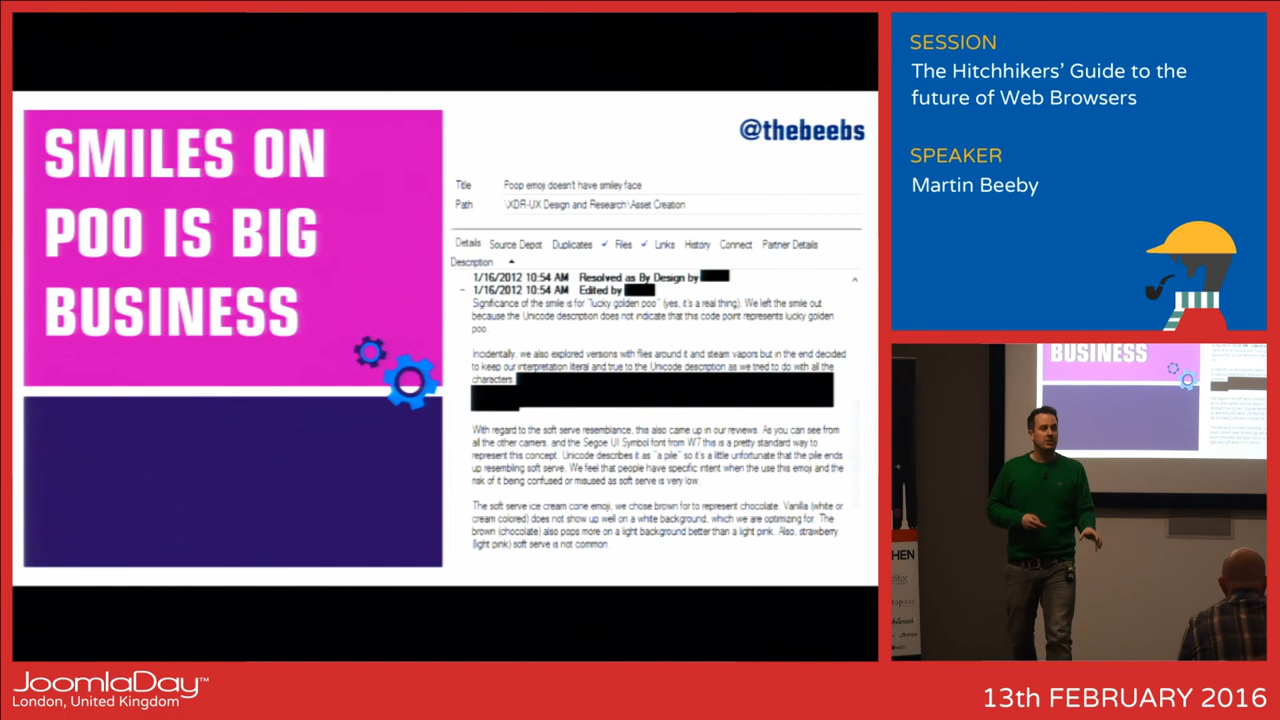 SMILES ON
POO IS BIG
BUSINESS
@thebeebs
Title Poop emoji doesn't have smiley face
Path \XDR-UX Design and Research\Asset Creation
Details Source Depot Duplicates Files Links History Connect Partner Details
Description
1/16/2012 10:54 AM Resolved as By Design by
1/16/2012 10:54 AM Edited by
Significance of the smile is for "lucky golden poo" (yes, it's a real thing). We left the smile out
because the Unicode description does not indicate that this code point represents lucky golden
poo.
Incidentally, we also explored versions with flies around it and steam vapors but in the end decided
to keep our interpretation literal and true to the Unicode description as we tried to do with all the
characters.
With regard to the soft serve resemblance, this also came up in our reviews. As you can see from
all the other carriers, and the Segoe UI Symbol font from W7 this is a pretty standard way to
represent this concept. Unicode describes it as "a pile" so it's a little unfortunate that the pile ends
up resembling soft serve. We feel that people have specific intent when the use this emoji and the
risk of it being confused or misused as soft serve is very low.
The soft serve ice cream cone emoji, we chose brown for to represent chocolate. Vanilla (white or
cream colored) does not show up well on a white background, which we are optimizing for. The
brown (chocolate) also pops more on a light background better than a light pink. Also, strawberry
(light pink) soft serve is not common.
SESSION
The Hitchhikers' Guide to the
future of Web Browsers
SPEAKER
Martin Beeby
BUSINESS
HEN
JoomlaDay™
London, United Kingdom
13th FEBRUARY 2016